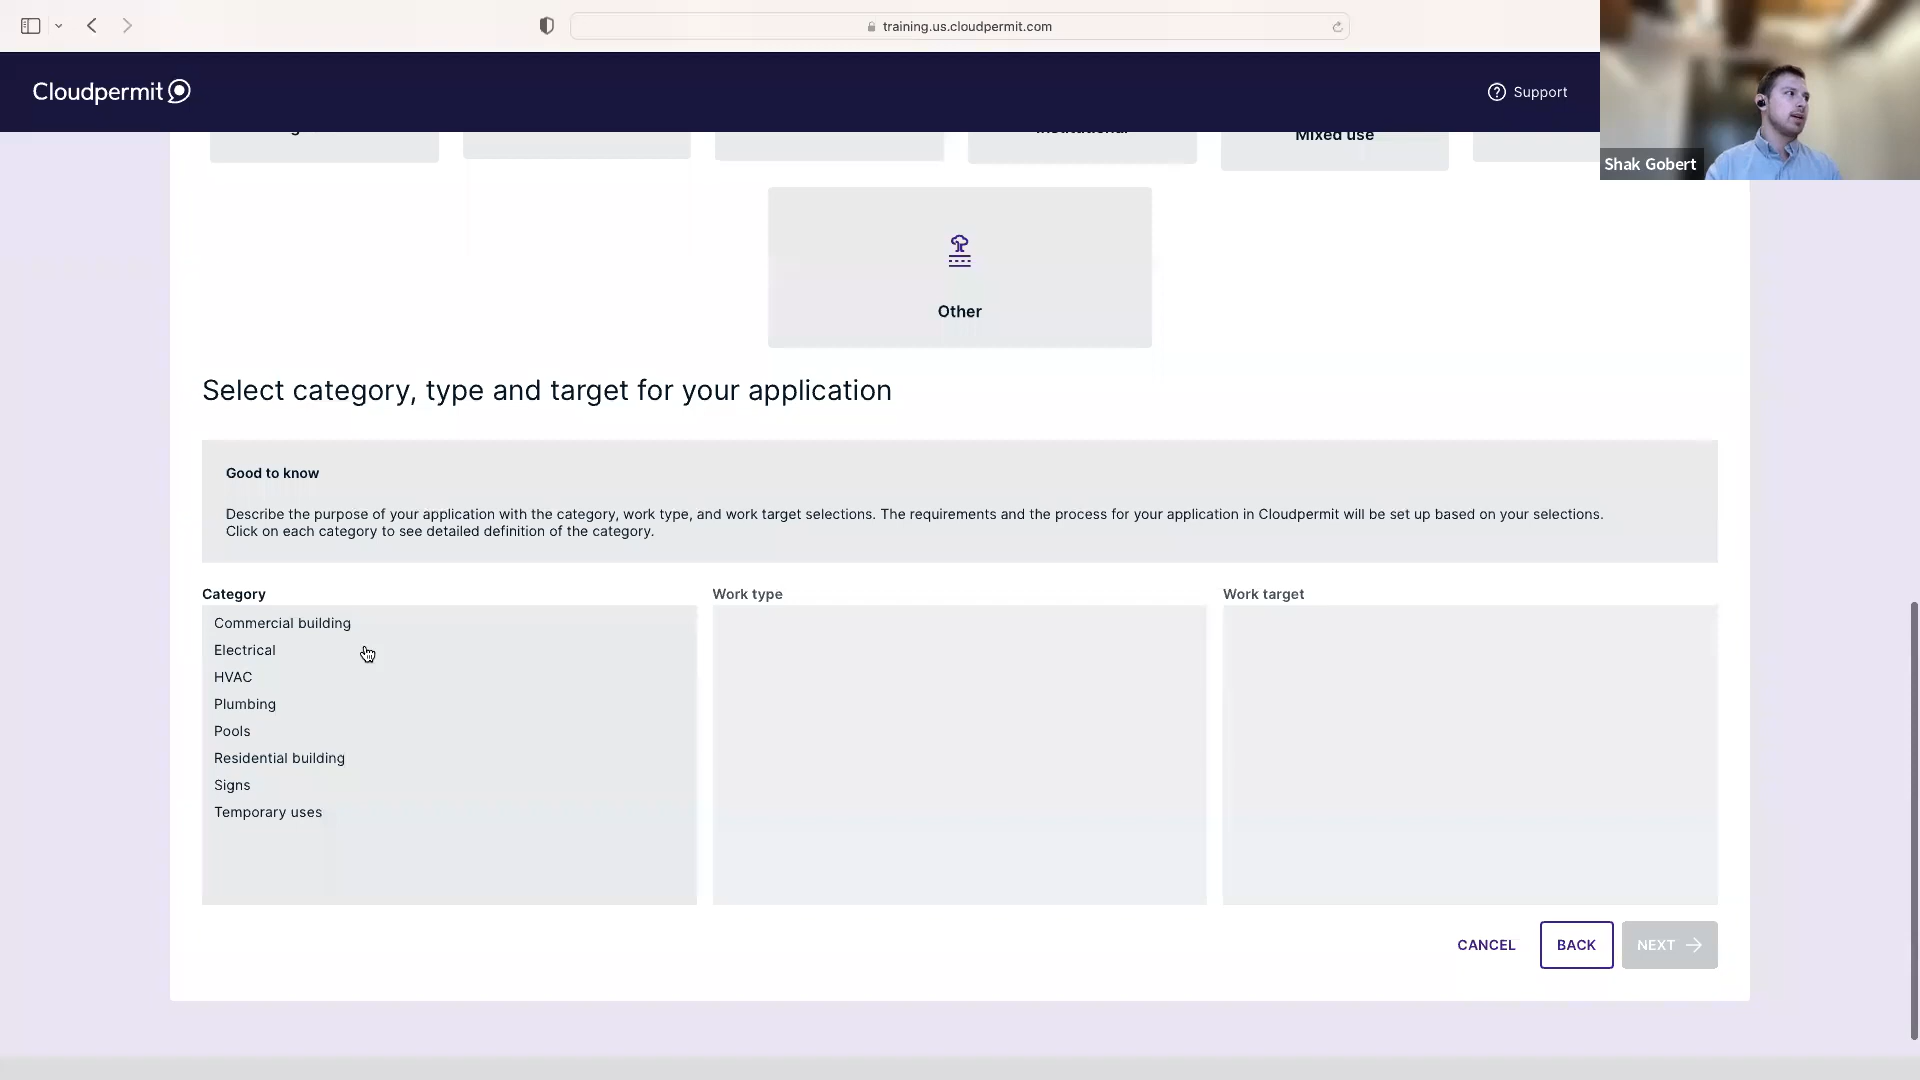 training.us.cloudpermit.com
Cloudpermit
Support
Mixed use
Shak Gobert
Other
Select category, type and target for your application
Good to know
Describe the purpose of your application with the category, work type, and work target selections. The requirements and the process for your application in Cloudpermit will be set up based on your selections.
Click on each category to see detailed definition of the category.
Category
Work type
Work target
Commercial building
Electrical
HVAC
Plumbing
Pools
Residential building
Signs
Temporary uses
CANCEL
BACK
NEXT